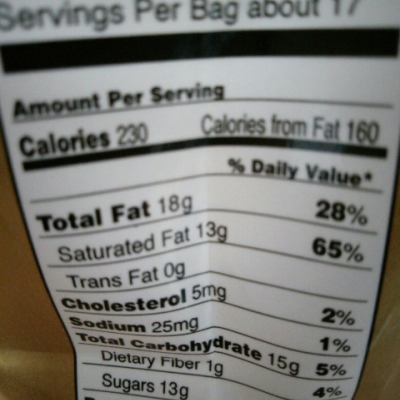 Servings Per Bag about 17
Amount Per Serving
Calories 230 Calories from Fat 160
% Daily Value*
Total Fat 18g 28%
Saturated Fat 13g 65%
Trans Fat 0g
Cholesterol 5mg 2%
Sodium 25mg 1%
Total Carbohydrate 15g 5%
Dietary Fiber 1g 4%
Sugars 13g